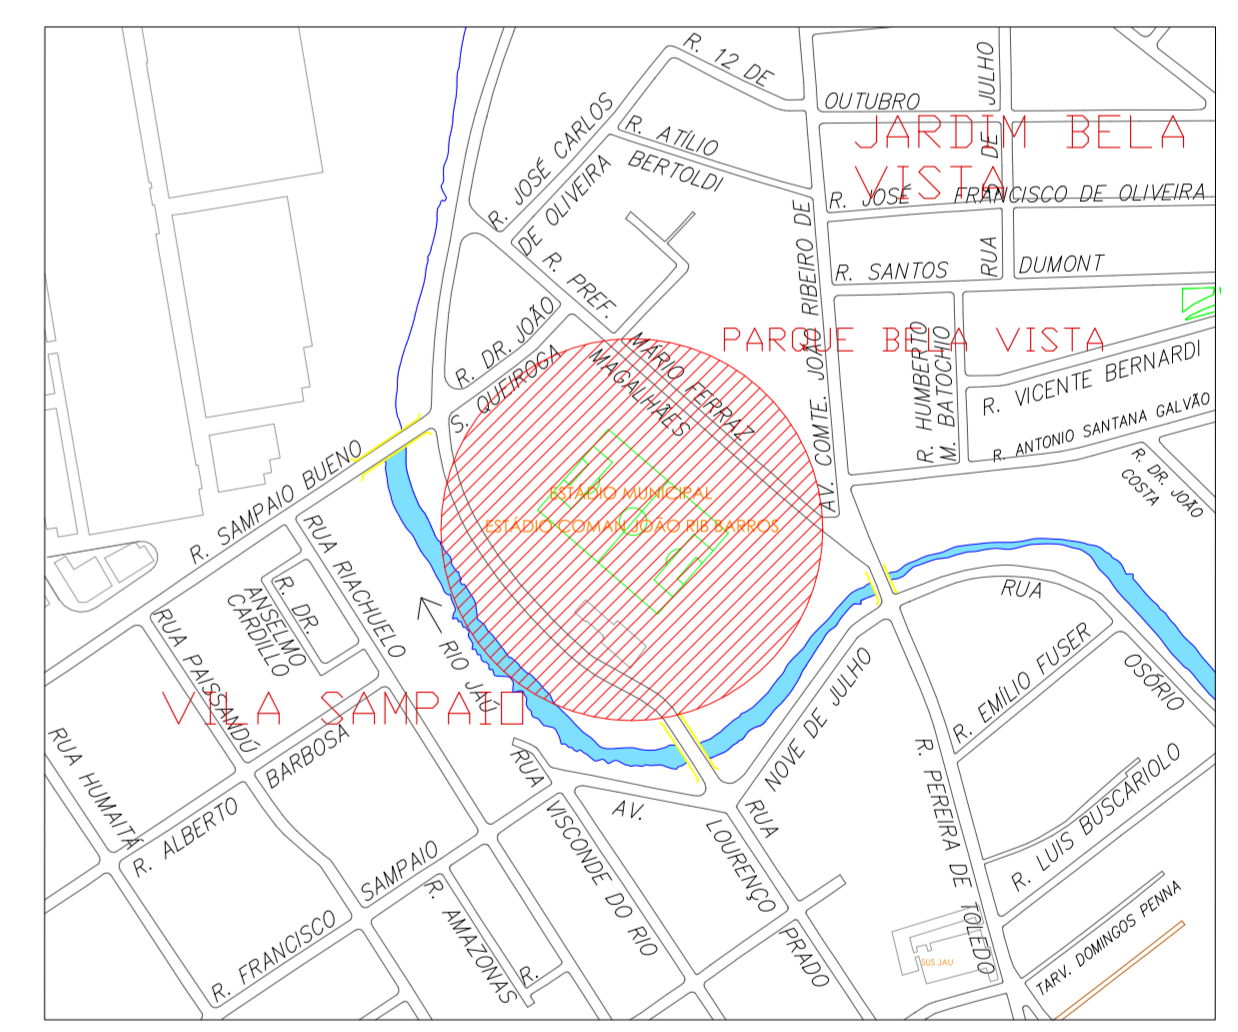 R. 12 DE
OUTUBRO
JULHO
DE
RUA
JARDIM BELA
VISTA
R. JOSÉ CARLOS
DE OLIVEIRA
R. ATÍLIO
BERTOLDI
R. JOSÉ FRANCISCO DE OLIVEIRA
R. SANTOS
DUMONT
R. PREF.
MÁRIO FERRAZ
MAGALHÃES
R. DR. JOÃO
S. QUEIROGA
AV. COMTE. JOÃO RIBEIRO DE
PARQUE BELA VISTA
R. HUMBERTO
M. BATOCHIO
R. VICENTE BERNARDI
R. ANTONIO SANTANA GALVÃO
R. DR. JOÃO
COSTA
R. SAMPAIO BUENO
ESTÁDIO MUNICIPAL
ESTÁDIO COMAN JOÃO RIB BARROS
RUA RIACHUELO
R. DR.
ANSELMO
CARDILLO
RUA PAISSANDÚ
RIO JAÚ
VILA SAMPAIO
RUA
OSÓRIO
R. EMÍLIO FUSER
NOVE DE JULHO
RUA
R. PEREIRA DE TOLEDO
R. LUIS BUSCARIOLO
RUA HUMAITÁ
R. ALBERTO
BARBOSA
RUA
VISCONDE DO RIO
AV.
LOURENÇO
PRADO
R. FRANCISCO
SAMPAIO
R. AMAZONAS
R.
SUS JAU
TARV. DOMINGOS PENNA